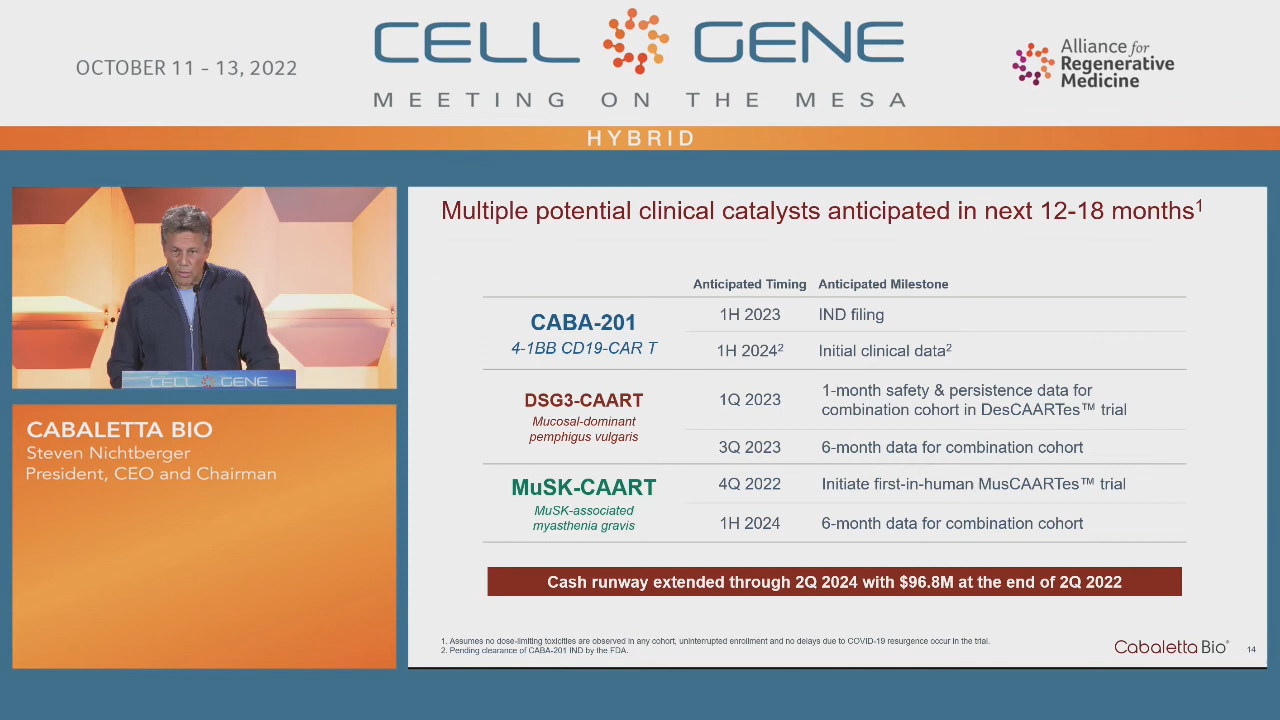 OCTOBER 11 - 13, 2022
CELL GENE
MEETING ON THE MESA
Alliance for
Regenerative
Medicine
HYBRID
CELL GENE
CABALETTA BIO
Steven Nichtberger
President, CEO and Chairman
Multiple potential clinical catalysts anticipated in next 12-18 months1
Anticipated Timing Anticipated Milestone
CABA-201
4-1BB CD19-CAR T
1H 2023 IND filing
1H 20242 Initial clinical data2
DSG3-CAART
Mucosal-dominant
pemphigus vulgaris
1Q 2023 1-month safety & persistence data for
combination cohort in DesCAARTes™ trial
3Q 2023 6-month data for combination cohort
MuSK-CAART
MuSK-associated
myasthenia gravis
4Q 2022 Initiate first-in-human MusCAARTes™ trial
1H 2024 6-month data for combination cohort
Cash runway extended through 2Q 2024 with $96.8M at the end of 2Q 2022
1. Assumes no dose-limiting toxicities are observed in any cohort, uninterrupted enrollment and no delays due to COVID-19 resurgence occur in the trial.
2. Pending clearance of CABA-201 IND by the FDA.
Cabaletta Bio® 14